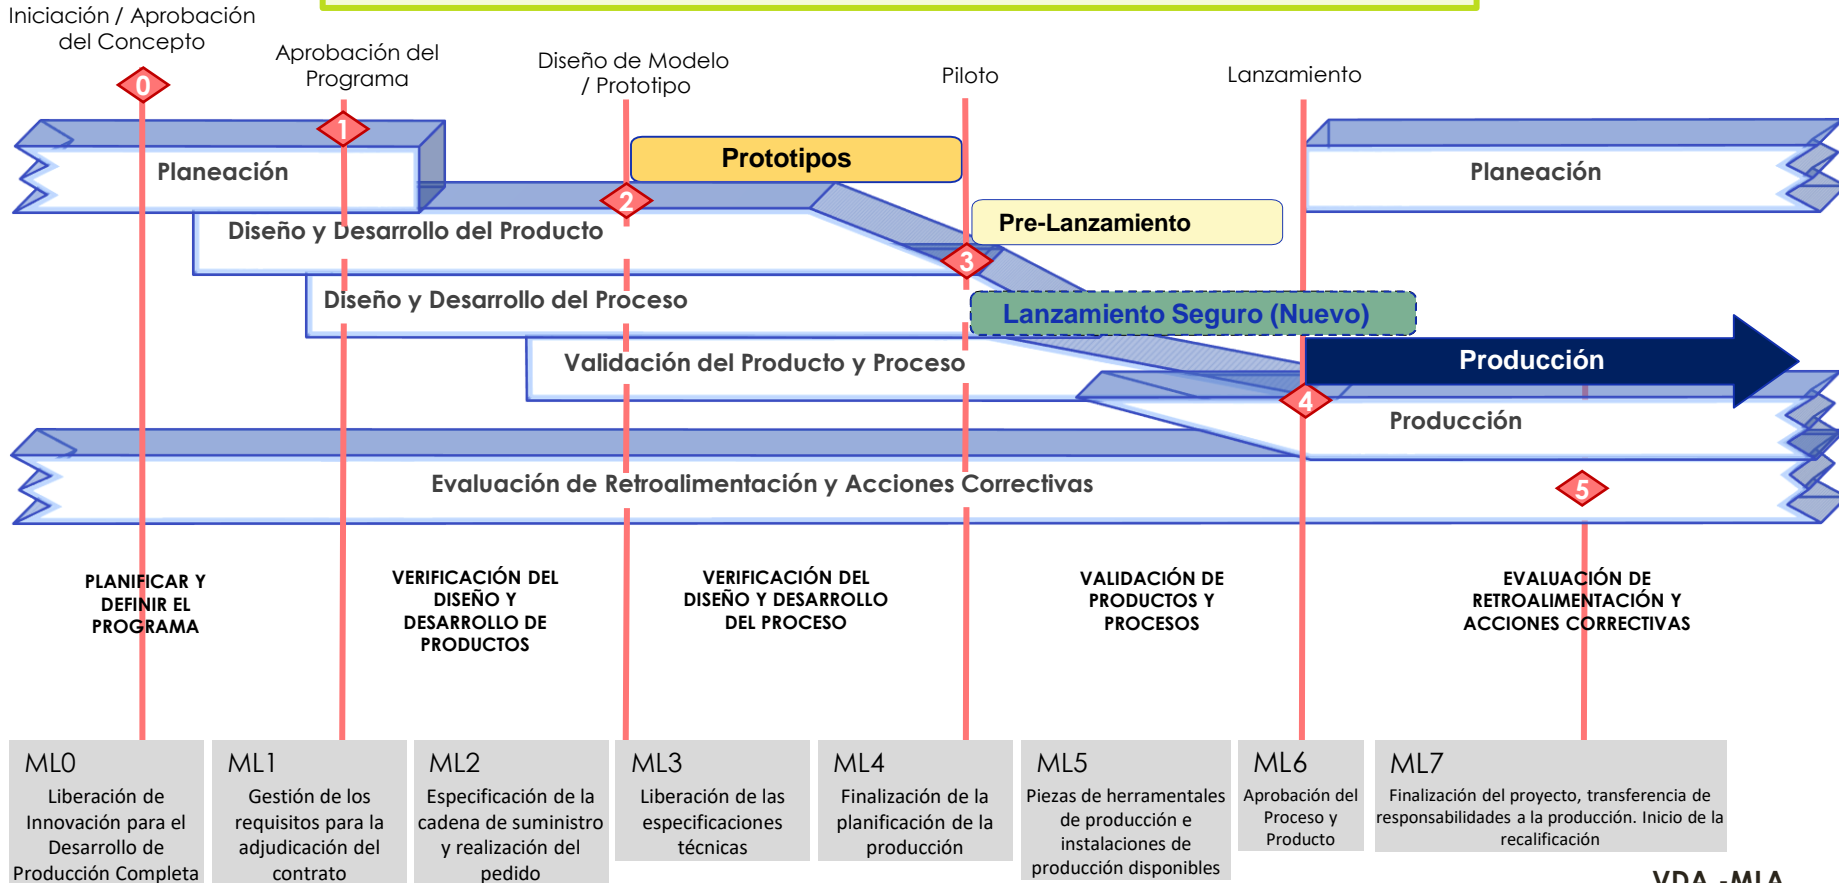 Iniciación / Aprobación
del Concepto
Aprobación del
Programa
Diseño de Modelo
/ Prototipo
Piloto
Lanzamiento
0
1
2
3
4
5
Planeación
Prototipos
Planeación
Diseño y Desarrollo del Producto
Pre-Lanzamiento
Diseño y Desarrollo del Proceso
Lanzamiento Seguro (Nuevo)
Validación del Producto y Proceso
Producción
Producción
Evaluación de Retroalimentación y Acciones Correctivas
PLANIFICAR Y
DEFINIR EL
PROGRAMA
VERIFICACIÓN DEL
DISEÑO Y
DESARROLLO DE
PRODUCTOS
VERIFICACIÓN DEL
DISEÑO Y DESARROLLO
DEL PROCESO
VALIDACIÓN DE
PRODUCTOS Y
PROCESOS
EVALUACIÓN DE
RETROALIMENTACIÓN Y
ACCIONES CORRECTIVAS
ML0
Liberación de
Innovación para el
Desarrollo de
Producción Completa
ML1
Gestión de los
requisitos para la
adjudicación del
contrato
ML2
Especificación de la
cadena de suministro
y realización del
pedido
ML3
Liberación de las
especificaciones
técnicas
ML4
Finalización de la
planificación de la
producción
ML5
Piezas de herramentales
de producción e
instalaciones de
producción disponibles
ML6
Aprobación del
Proceso y
Producto
ML7
Finalización del proyecto, transferencia de
responsabilidades a la producción. Inicio de la
recalificación
VDA -MLA